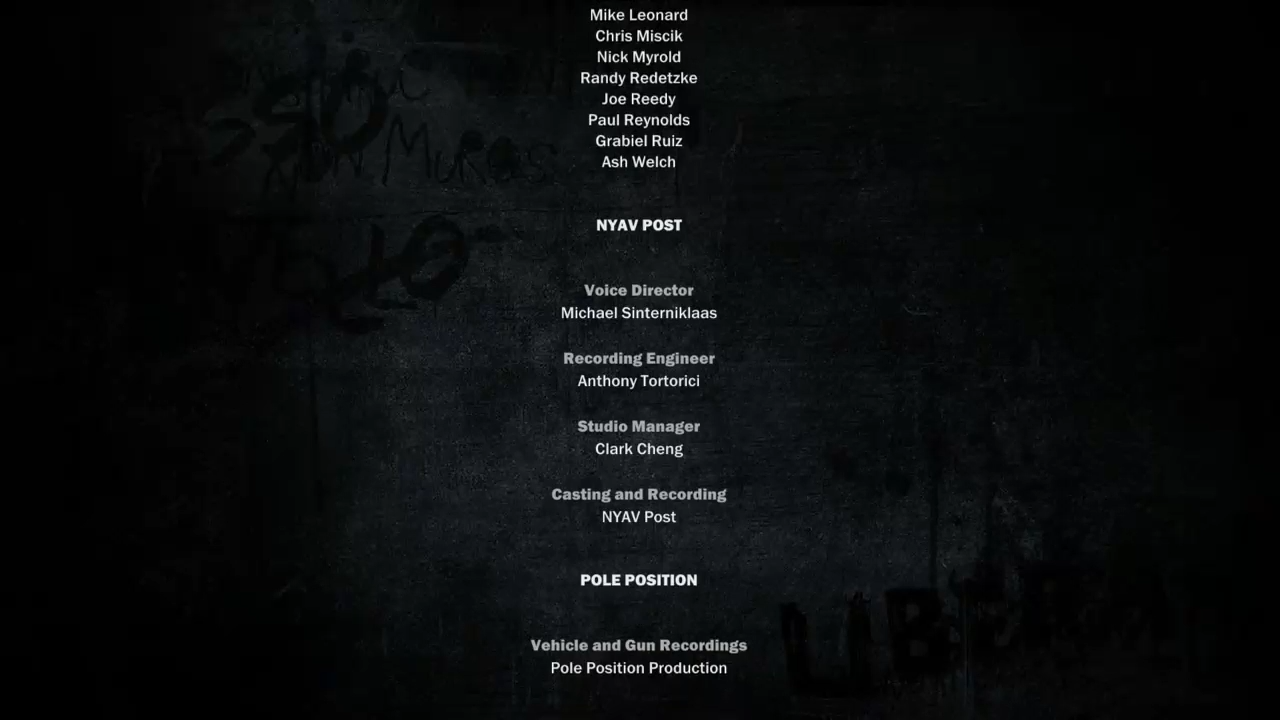 Mike Leonard
Chris Miscik
Nick Myrold
Randy Redetzke
Joe Reedy
Paul Reynolds
Grabiel Ruiz
Ash Welch
NYAV POST
Voice Director
Michael Sinterniklaas
Recording Engineer
Anthony Tortorici
Studio Manager
Clark Cheng
Casting and Recording
NYAV Post
POLE POSITION
Vehicle and Gun Recordings
Pole Position Production